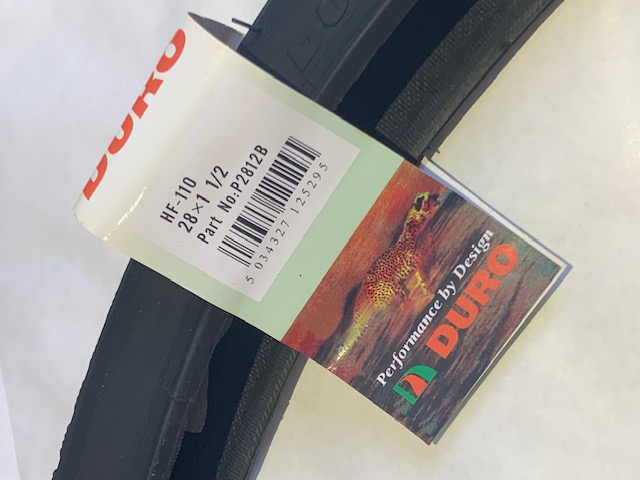 DURO
HF-110
28×1 1/2
Part No:P2812B
5 034327 125295
Performance by Design
DURO